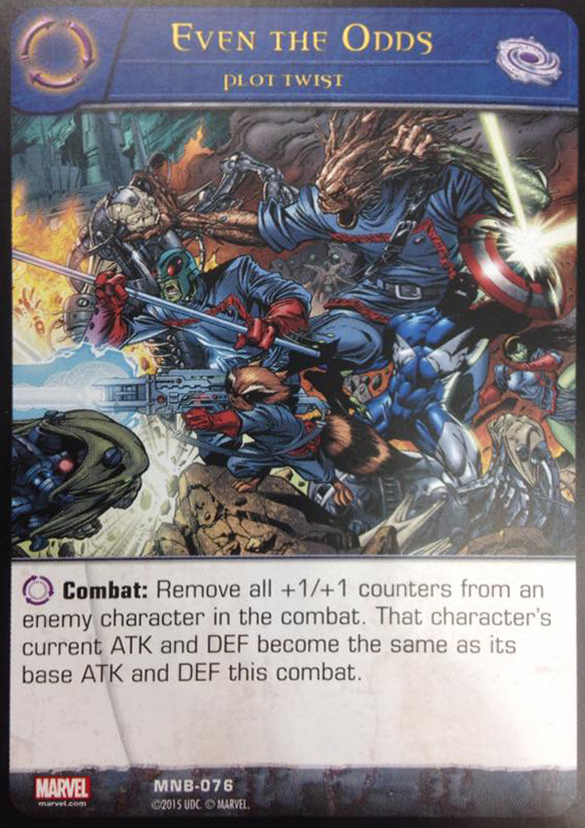 Even the Odds
Plot Twist
Combat: Remove all +1/+1 counters from an
enemy character in the combat. That character's
current ATK and DEF become the same as its
base ATK and DEF this combat.
MARVEL
marvel.com
MNB-076
©2015 UDC. © MARVEL.